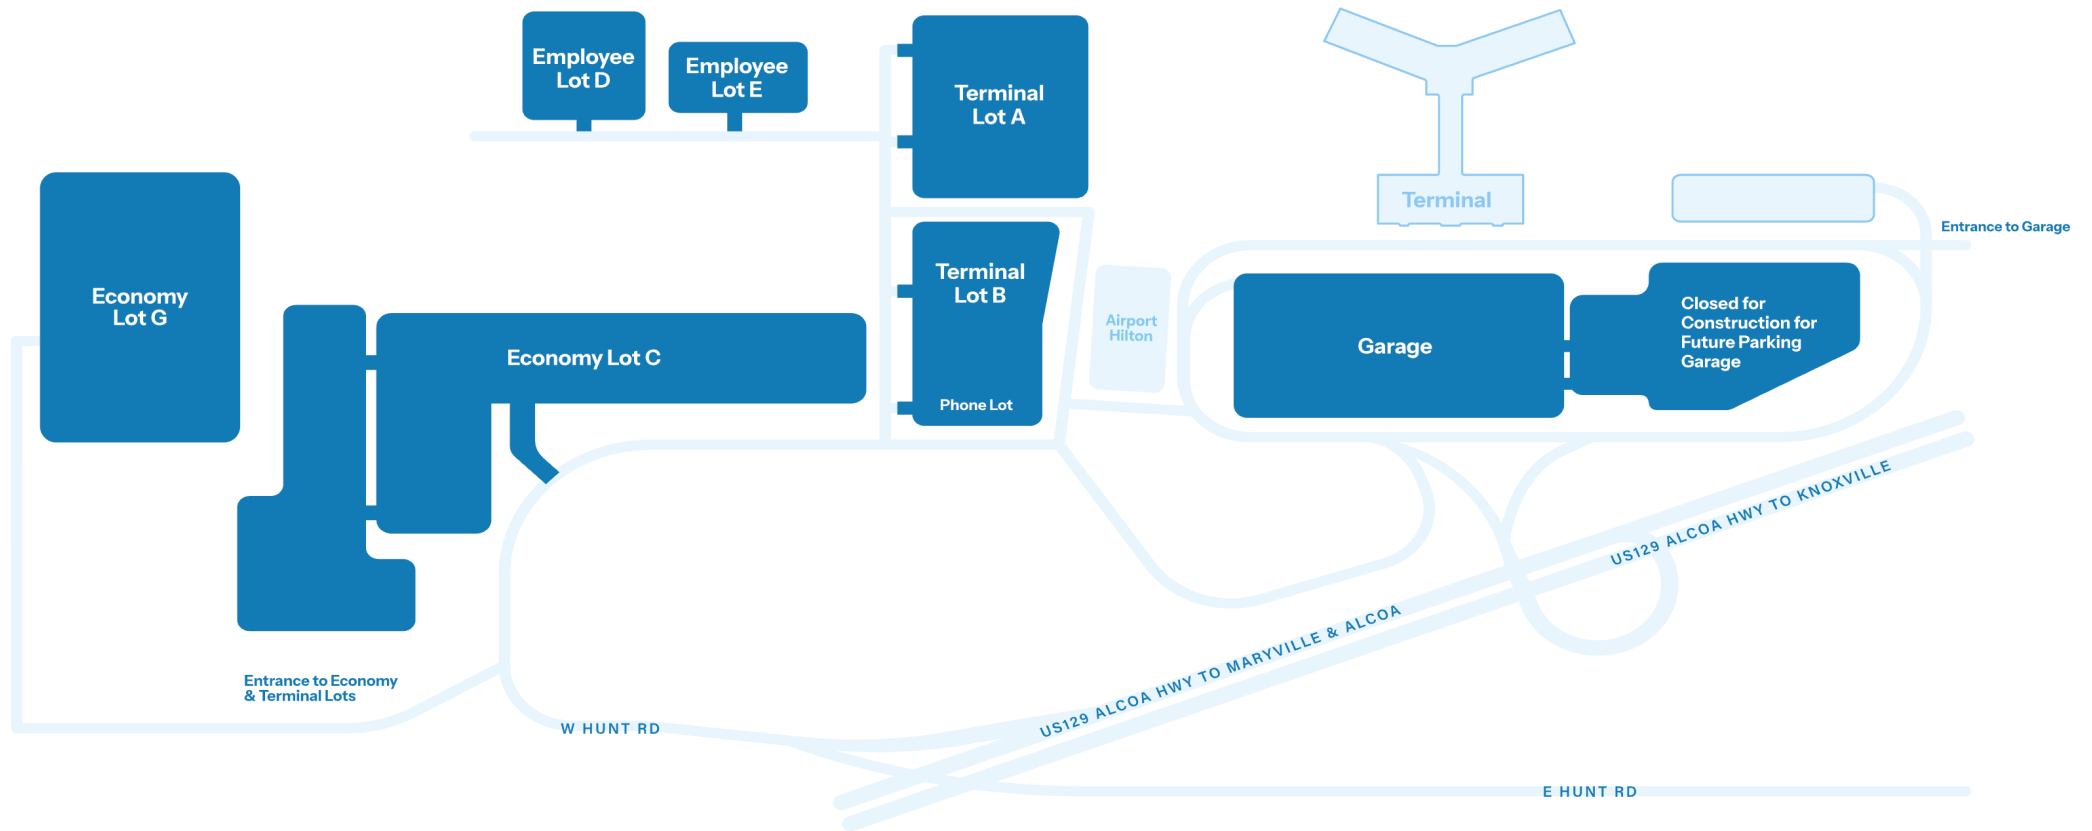 Employee
Lot D
Employee
Lot E
Terminal
Lot A
Terminal
Entrance to Garage
Economy
Lot G
Economy Lot C
Terminal
Lot B
Phone Lot
Airport
Hilton
Garage
Closed for
Construction for
Future Parking
Garage
US129 ALCOA HWY TO KNOXVILLE
US129 ALCOA HWY TO MARYVILLE & ALCOA
Entrance to Economy
& Terminal Lots
W HUNT RD
E HUNT RD